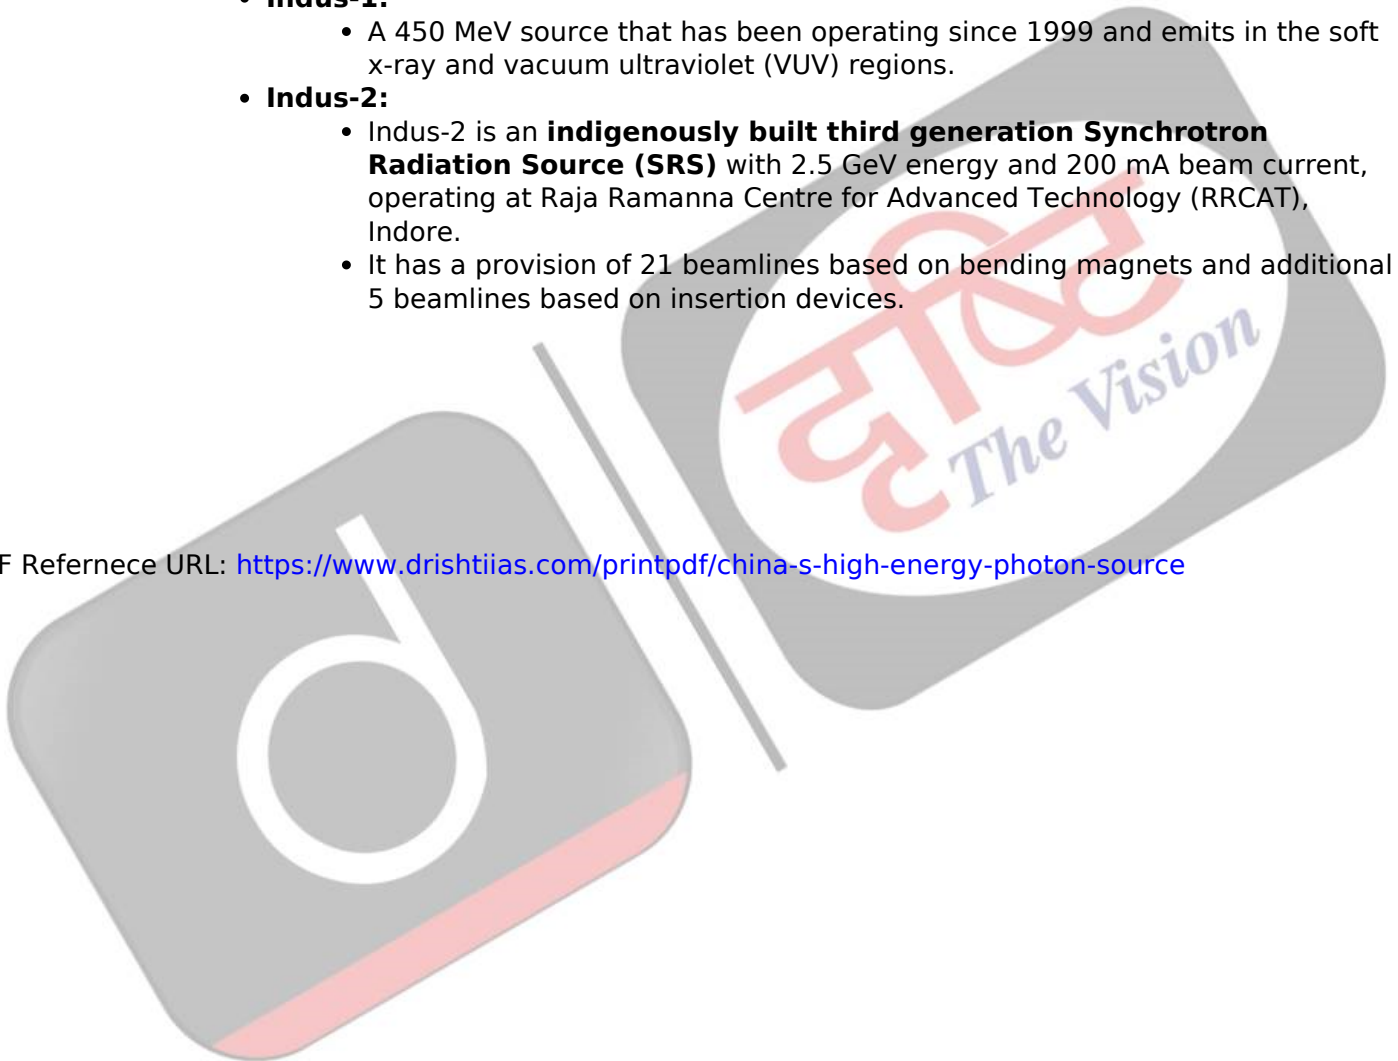 • Indus-1:
• A 450 MeV source that has been operating since 1999 and emits in the soft
x-ray and vacuum ultraviolet (VUV) regions.
• Indus-2:
• Indus-2 is an indigenously built third generation Synchrotron
Radiation Source (SRS) with 2.5 GeV energy and 200 mA beam current,
operating at Raja Ramanna Centre for Advanced Technology (RRCAT),
Indore.
• It has a provision of 21 beamlines based on bending magnets and additional
5 beamlines based on insertion devices.
दृष्टि
The Vision
F Refernece URL: https://www.drishtiias.com/printpdf/china-s-high-energy-photon-source
d